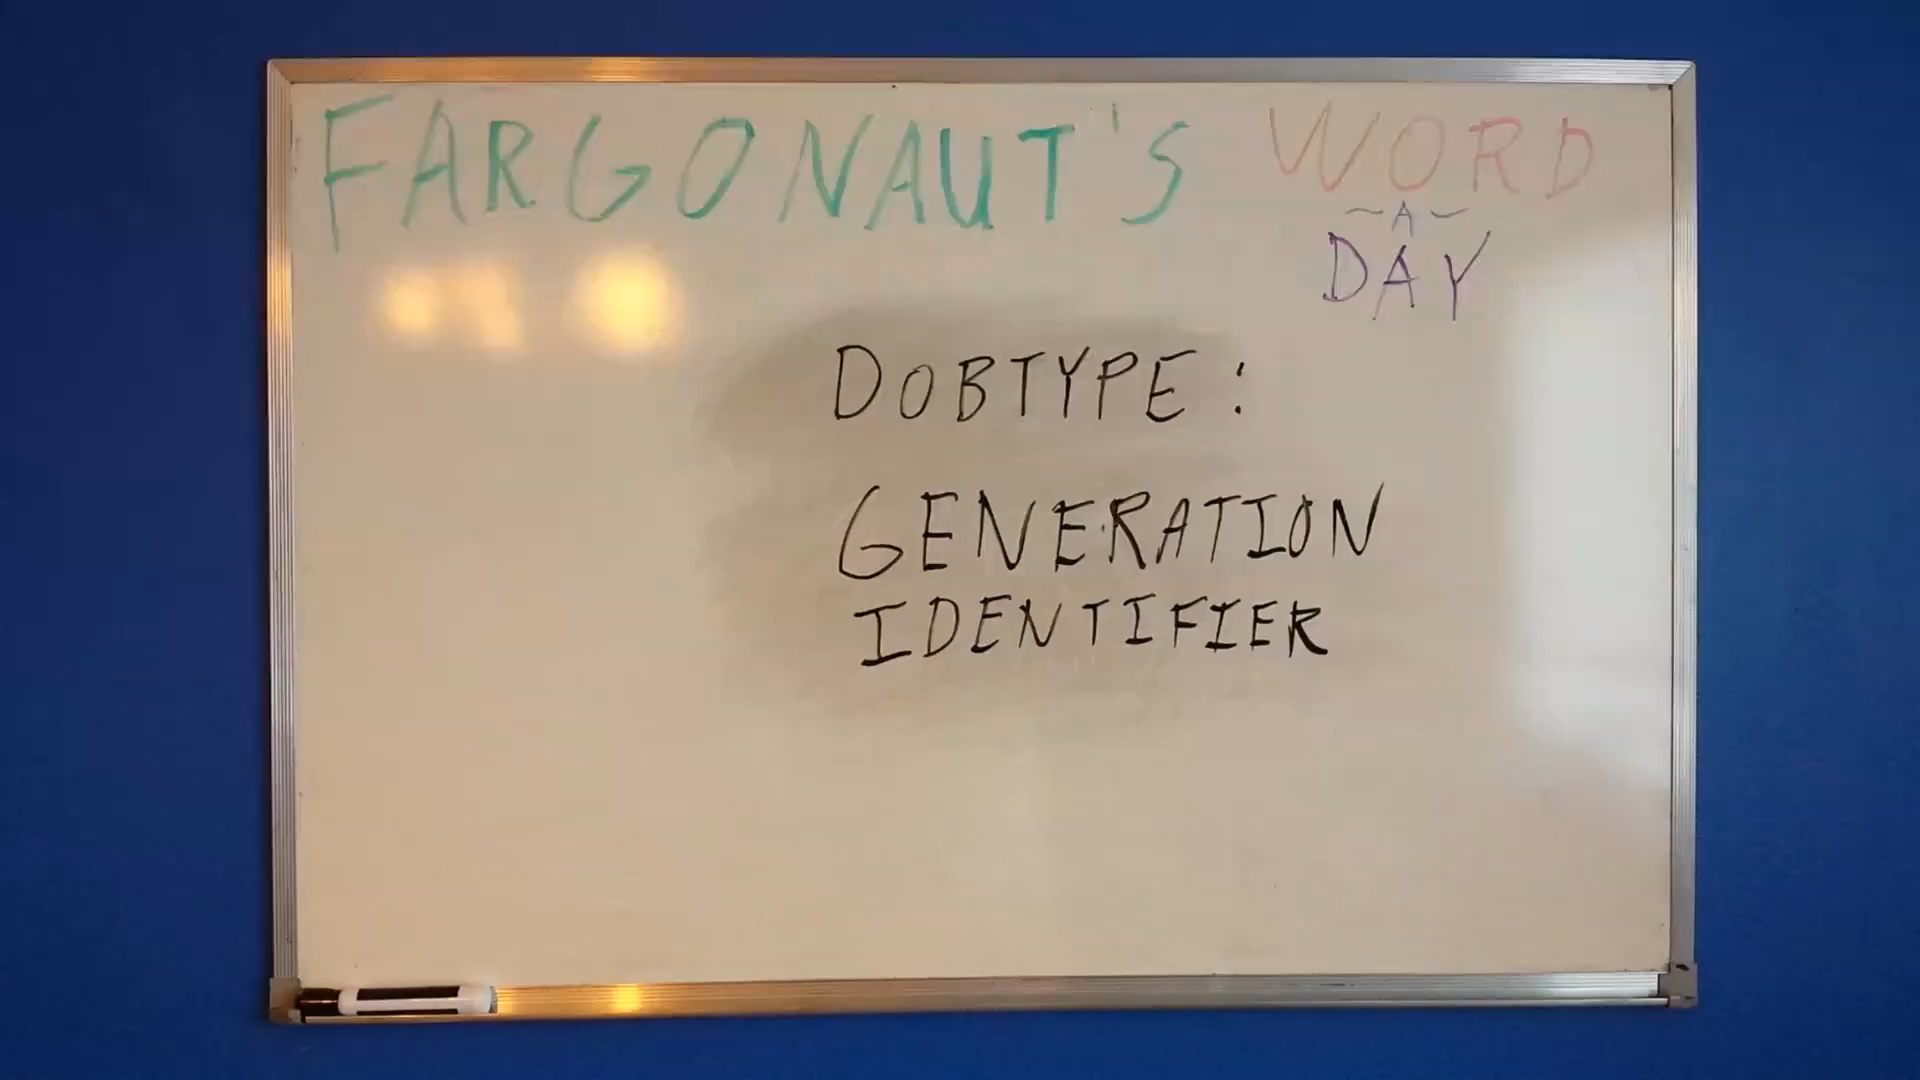 FARGONAUT'S WORD
~A~
DAY
DOBTYPE:
GENERATION
IDENTIFIER